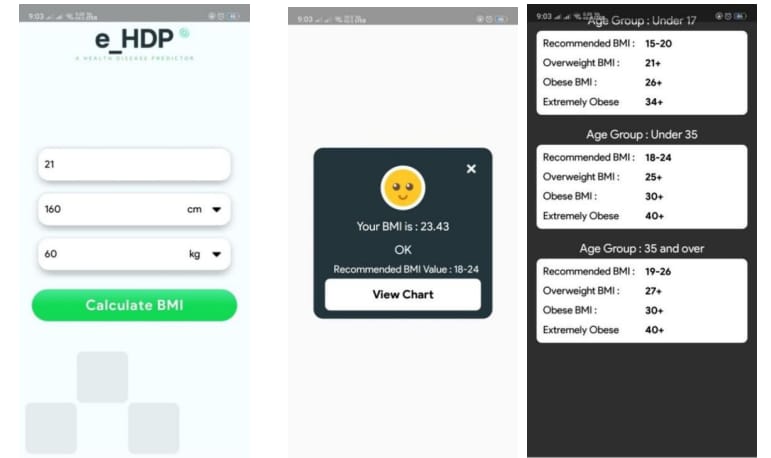 9:03
e_HDP
A HEALTH DISEASE PREDICTOR
21
160 cm
60 kg
Calculate BMI
9:03
Your BMI is : 23.43
OK
Recommended BMI Value : 18-24
View Chart
9:03
Age Group : Under 17
Recommended BMI : 15-20
Overweight BMI : 21+
Obese BMI : 26+
Extremely Obese 34+
Age Group : Under 35
Recommended BMI : 18-24
Overweight BMI : 25+
Obese BMI : 30+
Extremely Obese 40+
Age Group : 35 and over
Recommended BMI : 19-26
Overweight BMI : 27+
Obese BMI : 30+
Extremely Obese 40+